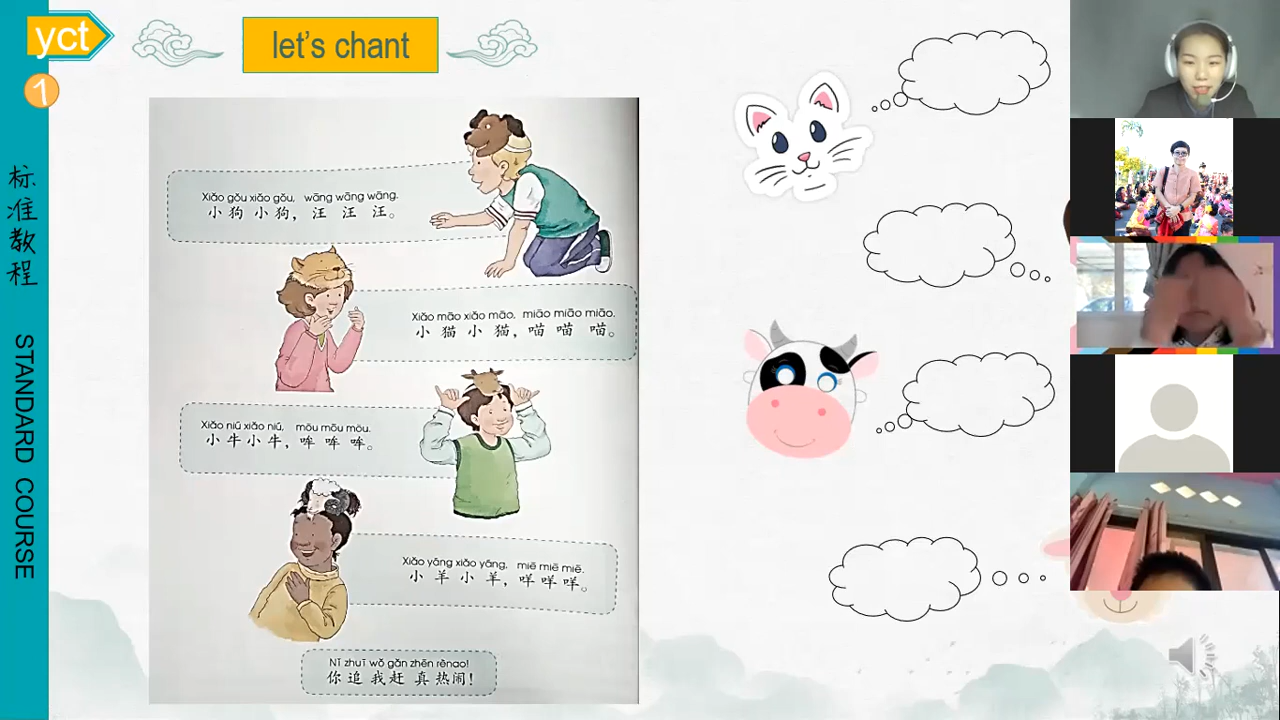 yct
let's chant
1
标准教程 STANDARD COURSE
Xiǎo gǒu xiǎo gǒu, wāng wāng wāng.
小狗小狗，汪汪汪。
Xiǎo māo xiǎo māo, miāo miāo miāo.
小猫小猫，喵喵喵。
Xiǎo niú xiǎo niú, mōu mōu mōu.
小牛小牛，哞哞哞。
Xiǎo yáng xiǎo yáng, miē miē miē.
小羊小羊，咩咩咩。
Nǐ zhuī wǒ gǎn zhēn rènao!
你追我赶真热闹！